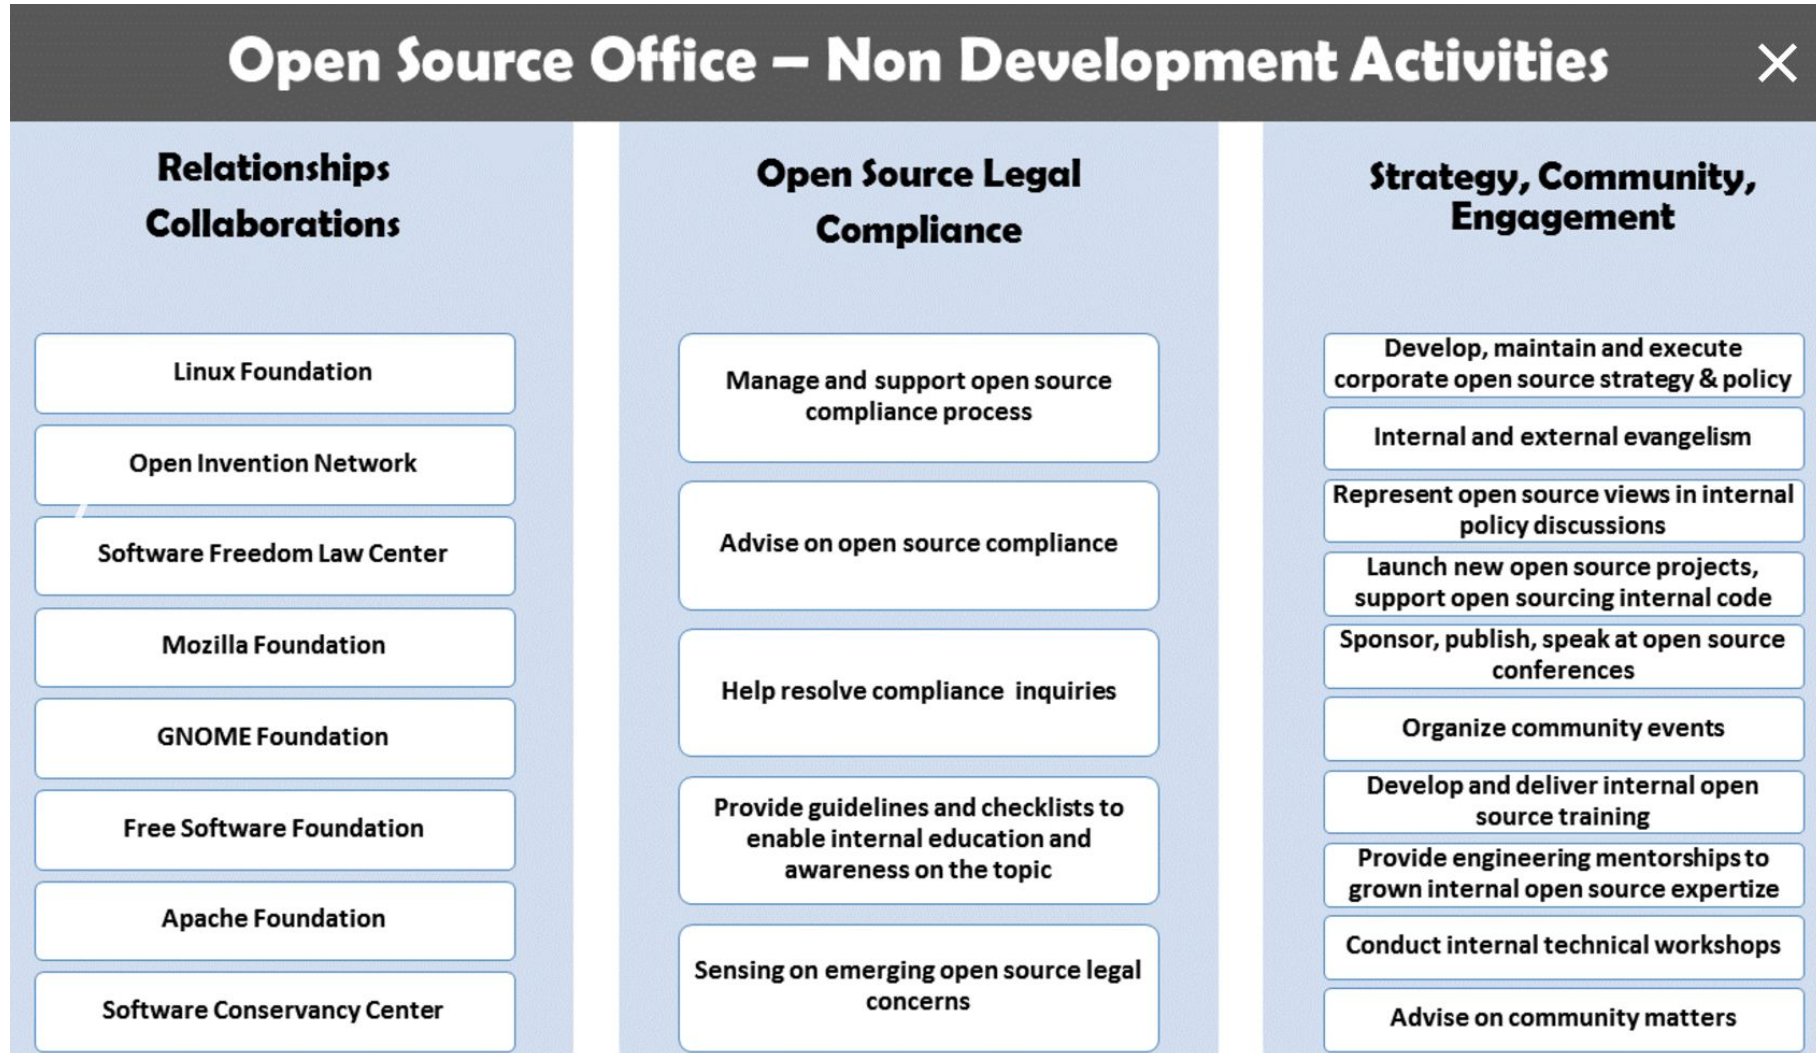 Open Source Office – Non Development Activities
Relationships
Collaborations
Linux Foundation
Open Invention Network
Software Freedom Law Center
Mozilla Foundation
GNOME Foundation
Free Software Foundation
Apache Foundation
Software Conservancy Center
Open Source Legal
Compliance
Manage and support open source
compliance process
Advise on open source compliance
Help resolve compliance inquiries
Provide guidelines and checklists to
enable internal education and
awareness on the topic
Sensing on emerging open source legal
concerns
Strategy, Community,
Engagement
Develop, maintain and execute
corporate open source strategy & policy
Internal and external evangelism
Represent open source views in internal
policy discussions
Launch new open source projects,
support open sourcing internal code
Sponsor, publish, speak at open source
conferences
Organize community events
Develop and deliver internal open
source training
Provide engineering mentorships to
grown internal open source expertize
Conduct internal technical workshops
Advise on community matters